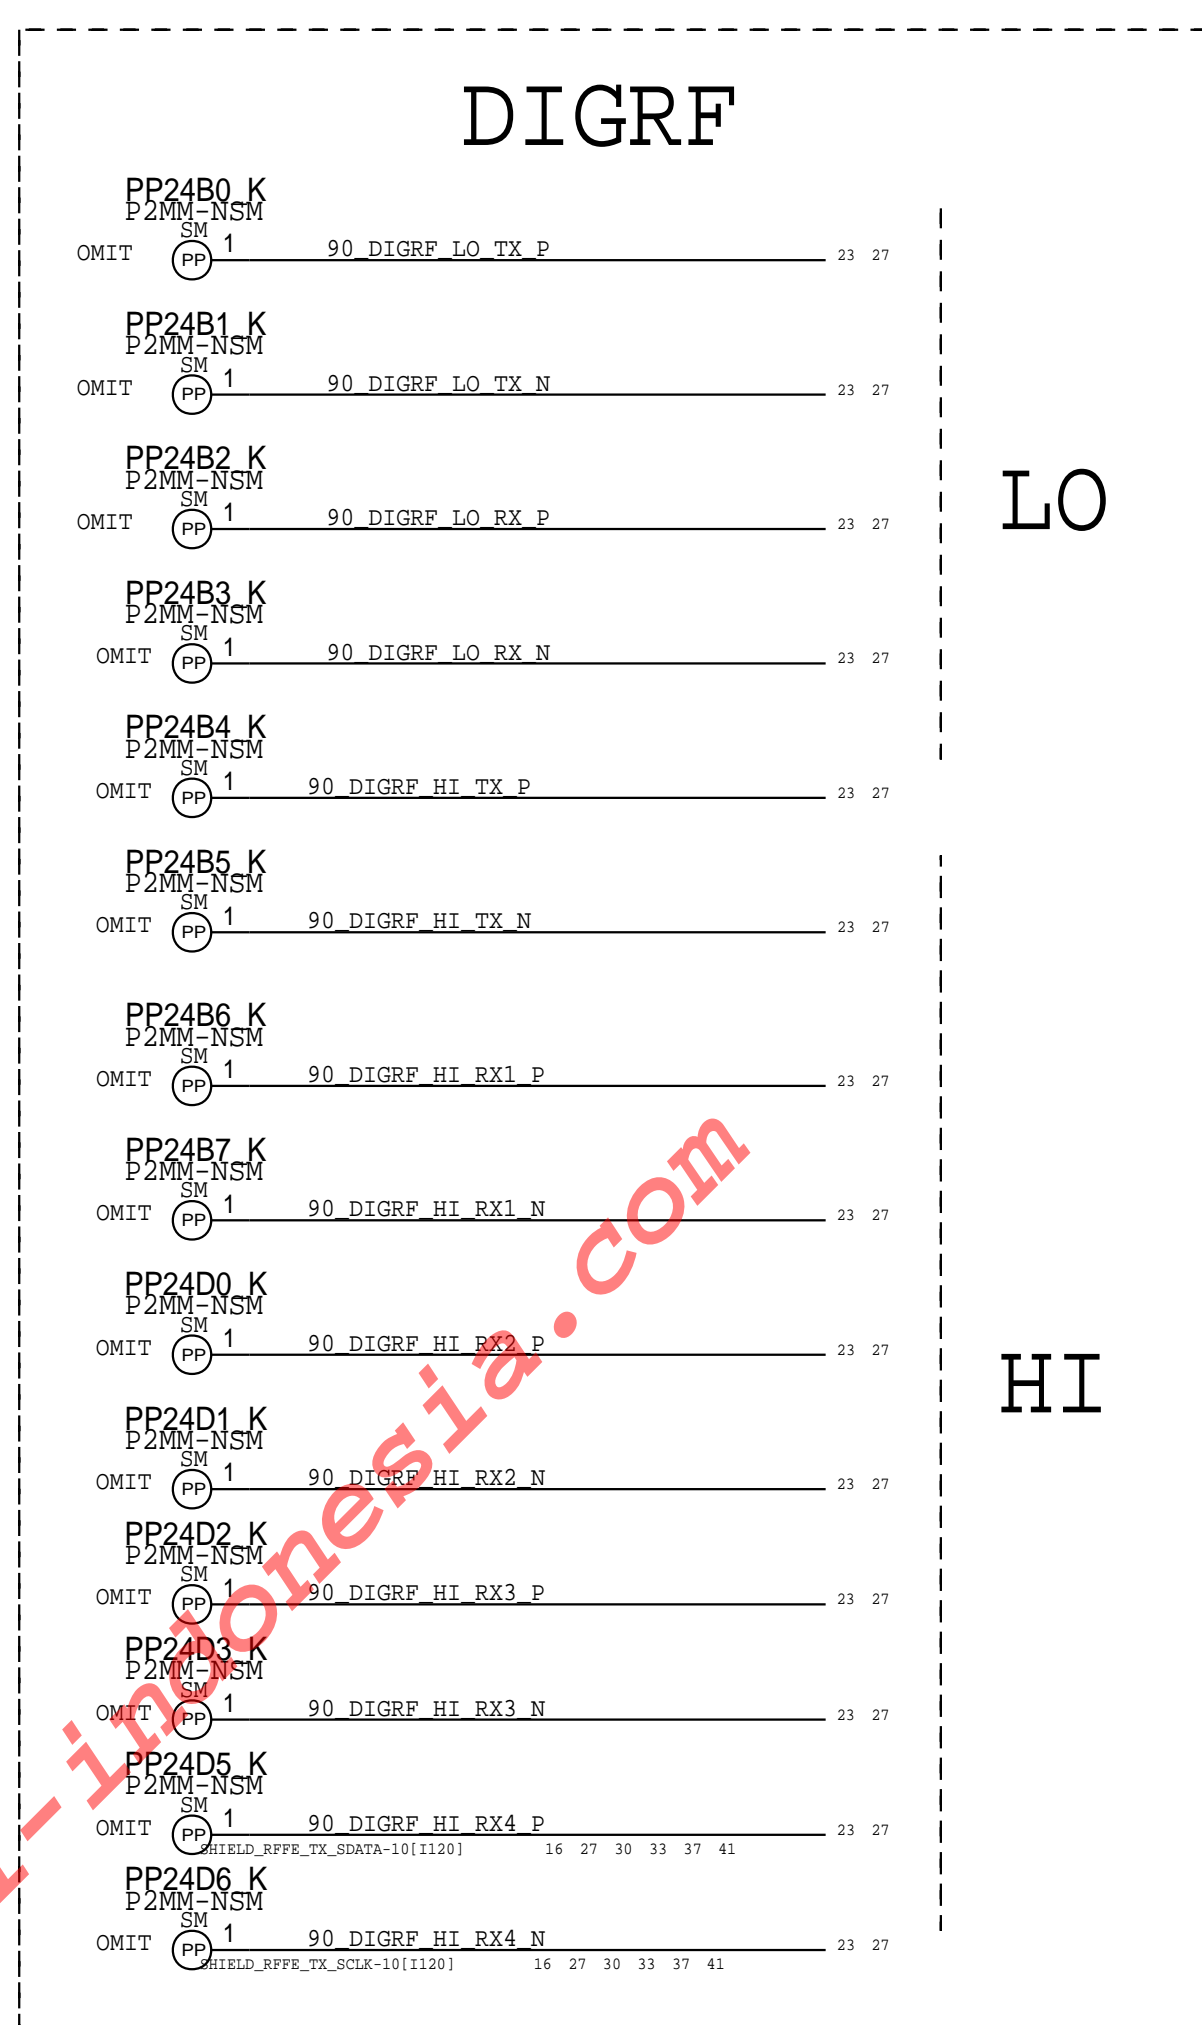 DIGRF
PP24B0_K
P2MM-NSM
SM
OMIT PP 1 90_DIGRF_LO_TX_P 23 27
PP24B1_K
P2MM-NSM
SM
OMIT PP 1 90_DIGRF_LO_TX_N 23 27
PP24B2_K
P2MM-NSM
SM
OMIT PP 1 90_DIGRF_LO_RX_P 23 27
LO
PP24B3_K
P2MM-NSM
SM
OMIT PP 1 90_DIGRF_LO_RX_N 23 27
PP24B4_K
P2MM-NSM
SM
OMIT PP 1 90_DIGRF_HI_TX_P 23 27
PP24B5_K
P2MM-NSM
SM
OMIT PP 1 90_DIGRF_HI_TX_N 23 27
PP24B6_K
P2MM-NSM
SM
OMIT PP 1 90_DIGRF_HI_RX1_P 23 27
PP24B7_K
P2MM-NSM
SM
OMIT PP 1 90_DIGRF_HI_RX1_N 23 27
PP24D0_K
P2MM-NSM
SM
OMIT PP 1 90_DIGRF_HI_RX2_P 23 27
HI
PP24D1_K
P2MM-NSM
SM
OMIT PP 1 90_DIGRF_HI_RX2_N 23 27
PP24D2_K
P2MM-NSM
SM
OMIT PP 1 90_DIGRF_HI_RX3_P 23 27
PP24D3_K
P2MM-NSM
SM
OMIT PP 1 90_DIGRF_HI_RX3_N 23 27
PP24D5_K
P2MM-NSM
SM
OMIT PP 1 90_DIGRF_HI_RX4_P 23 27
SHIELD_RFFE_TX_SDATA-10[I120] 16 27 30 33 37 41
PP24D6_K
P2MM-NSM
SM
OMIT PP 1 90_DIGRF_HI_RX4_N 23 27
SHIELD_RFFE_TX_SCLK-10[I120] 16 27 30 33 37 41
-indonesia.com